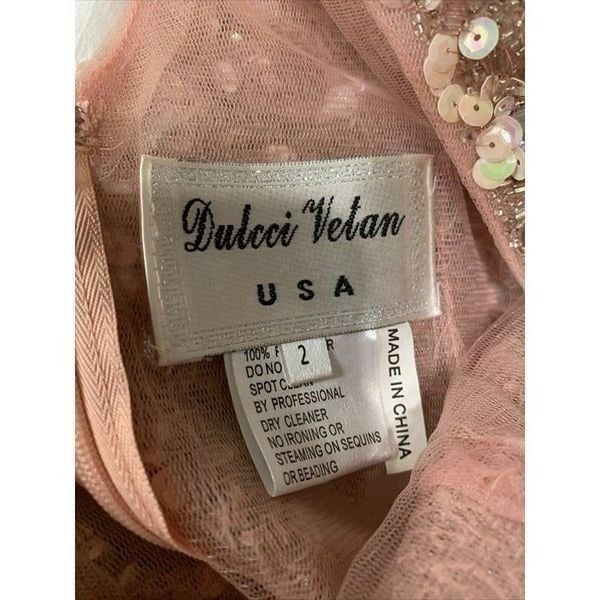 Dulcci Velan
USA
2
100%
DO NO
SPOT
BY PROFESSIONAL
DRY CLEANER
NO IRONING OR
STEAMING ON SEQUINS
OR BEADING
MADE IN CHINA